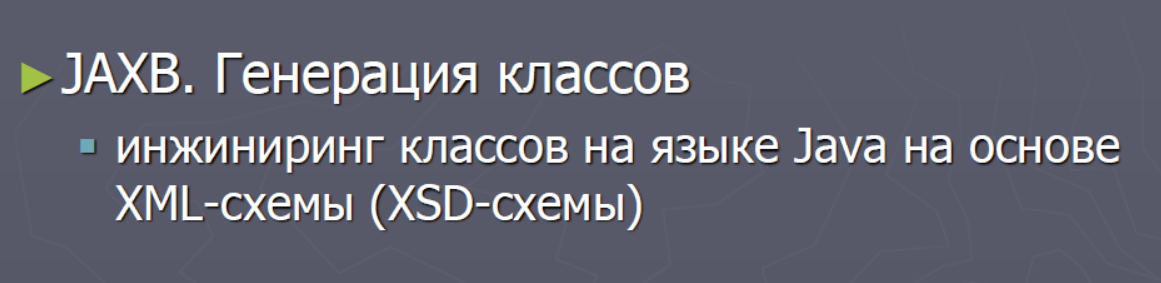 JAXB. Генерация классов
инжиниринг классов на языке Java на основе
XML-схемы (XSD-схемы)